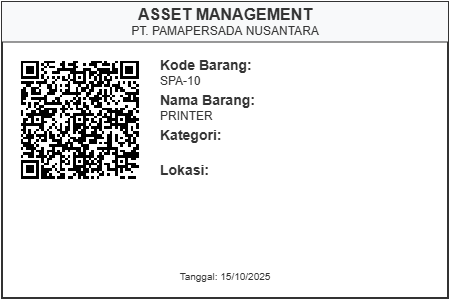 ASSET MANAGEMENT
PT. PAMAPERSADA NUSANTARA
Kode Barang:
SPA-10
Nama Barang:
PRINTER
Kategori:
Lokasi:
Tanggal: 15/10/2025